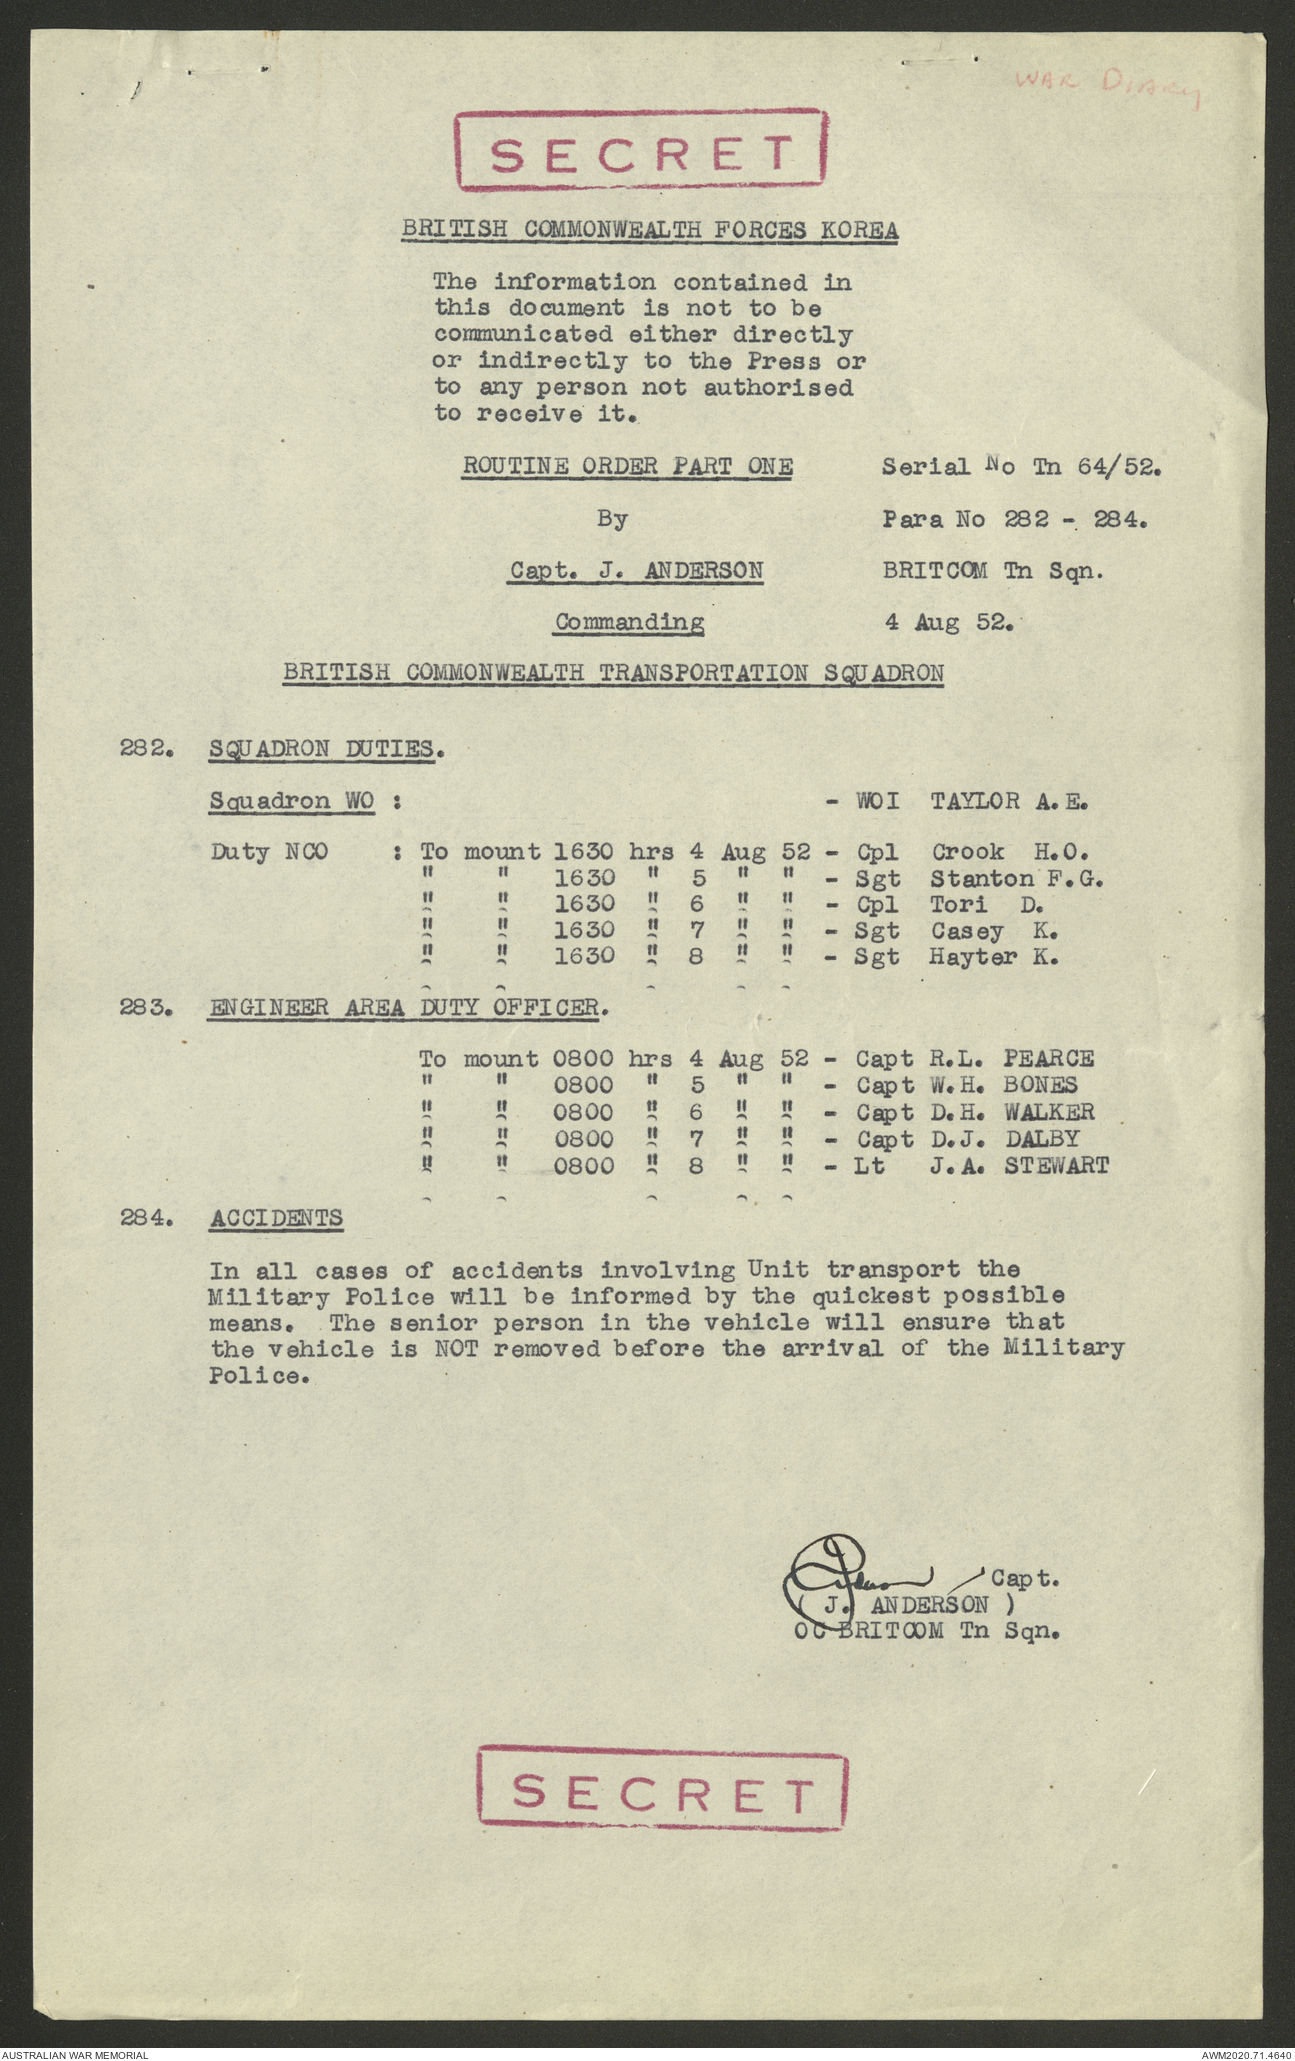 WAR DIARY
SECRET
BRITISH COMMONWEALTH FORCES KOREA
The information contained in
this document is not to be
communicated either directly
or indirectly to the Press or
to any person not authorised
to receive it.
ROUTINE ORDER PART ONE Serial No Tn 64/52.
By Para No 282 - 284.
Capt. J. ANDERSON BRITCOM Tn Sqn.
Commanding 4 Aug 52.
BRITISH COMMONWEALTH TRANSPORTATION SQUADRON
282. SQUADRON DUTIES.
Squadron WO : - WOI TAYLOR A.E.
Duty NCO : To mount 1630 hrs 4 Aug 52 - Cpl Crook H.O.
" " 1630 " 5 " " - Sgt Stanton F.G.
" " 1630 " 6 " " - Cpl Tori D.
" " 1630 " 7 " " - Sgt Casey K.
" " 1630 " 8 " " - Sgt Hayter K.
283. ENGINEER AREA DUTY OFFICER.
To mount 0800 hrs 4 Aug 52 - Capt R.L. PEARCE
" " 0800 " 5 " " - Capt W.H. BONES
" " 0800 " 6 " " - Capt D.H. WALKER
" " 0800 " 7 " " - Capt D.J. DALBY
" " 0800 " 8 " " - Lt J.A. STEWART
284. ACCIDENTS
In all cases of accidents involving Unit transport the
Military Police will be informed by the quickest possible
means. The senior person in the vehicle will ensure that
the vehicle is NOT removed before the arrival of the Military
Police.
Capt.
( J. ANDERSON )
OC BRITCOM Tn Sqn.
SECRET
AUSTRALIAN WAR MEMORIAL AWM2020.71.4640